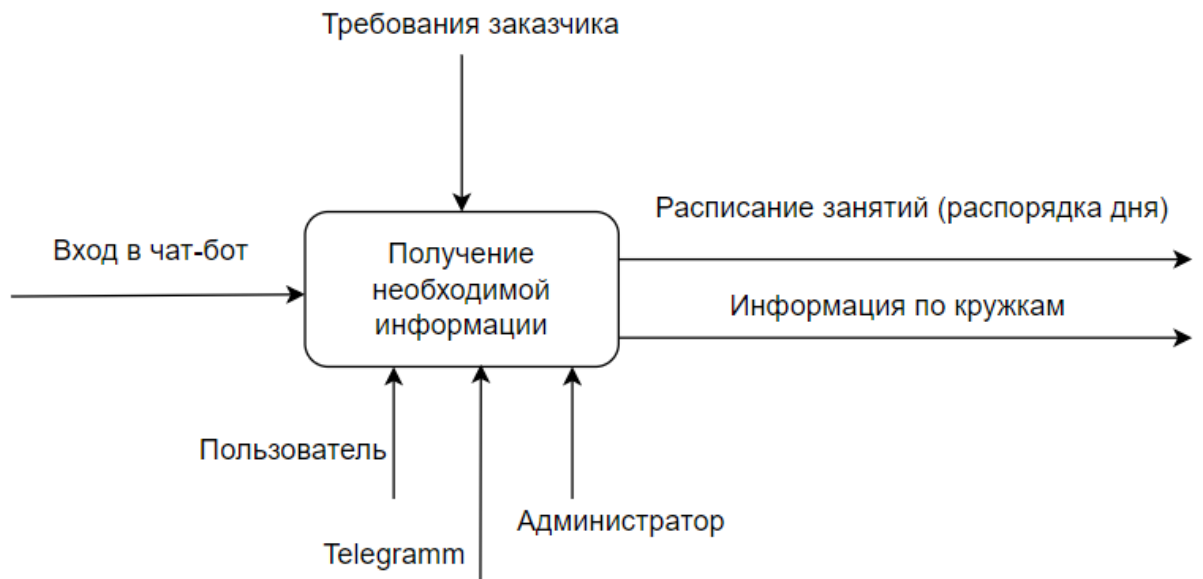 Требования заказчика
Расписание занятий (распорядка дня)
Вход в чат-бот
Получение
необходимой
информации
Информация по кружкам
Пользователь
Администратор
Telegramm